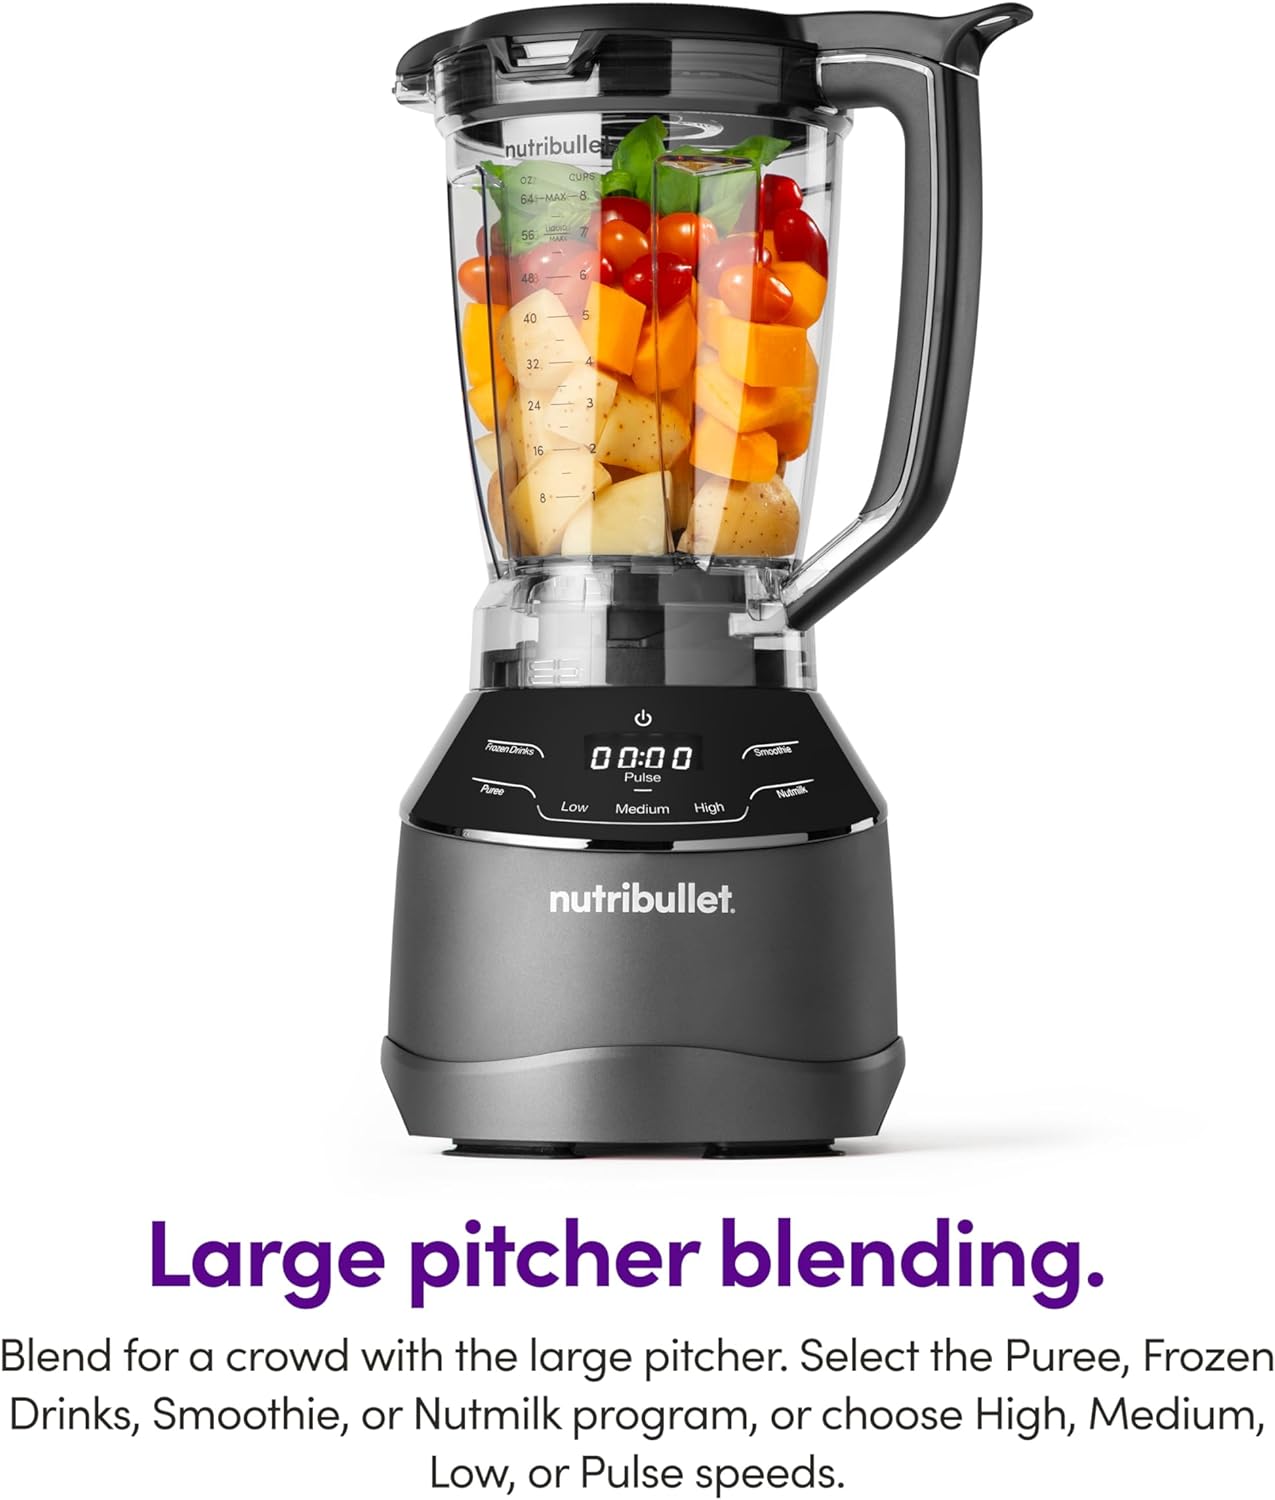 nutribullet
OZ. CUPS
64 MAX 8
56 LIQUID MAX 7
48 6
40 5
32 4
24 3
16 2
8 1
00:00
Frozen Drinks Smoothie
Pulse
Puree Nutmilk
Low Medium High
nutribullet.
Large pitcher blending.
Blend for a crowd with the large pitcher. Select the Puree, Frozen
Drinks, Smoothie, or Nutmilk program, or choose High, Medium,
Low, or Pulse speeds.